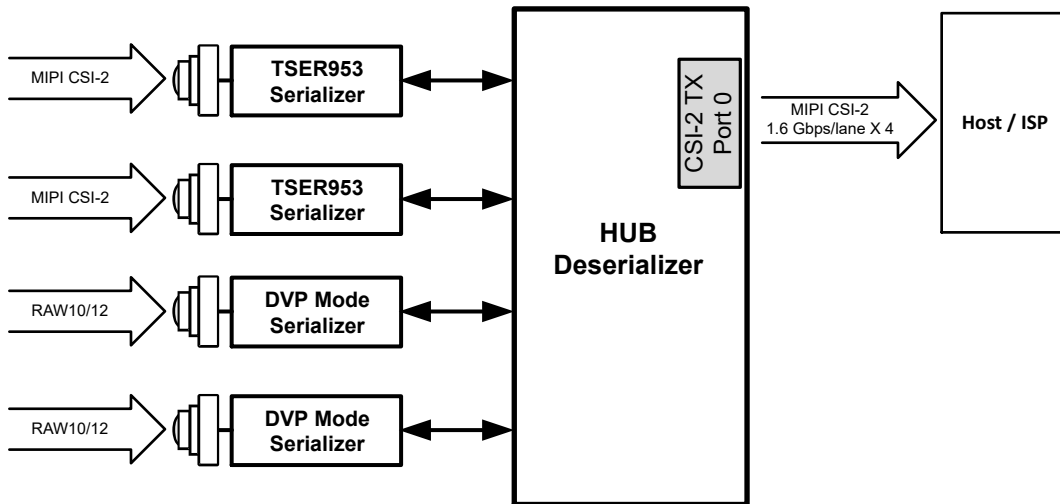 MIPI CSI-2
TSER953
Serializer
MIPI CSI-2
TSER953
Serializer
RAW10/12
DVP Mode
Serializer
RAW10/12
DVP Mode
Serializer
HUB
Deserializer
CSI-2 TX
Port 0
MIPI CSI-2
1.6 Gbps/lane X 4
Host / ISP